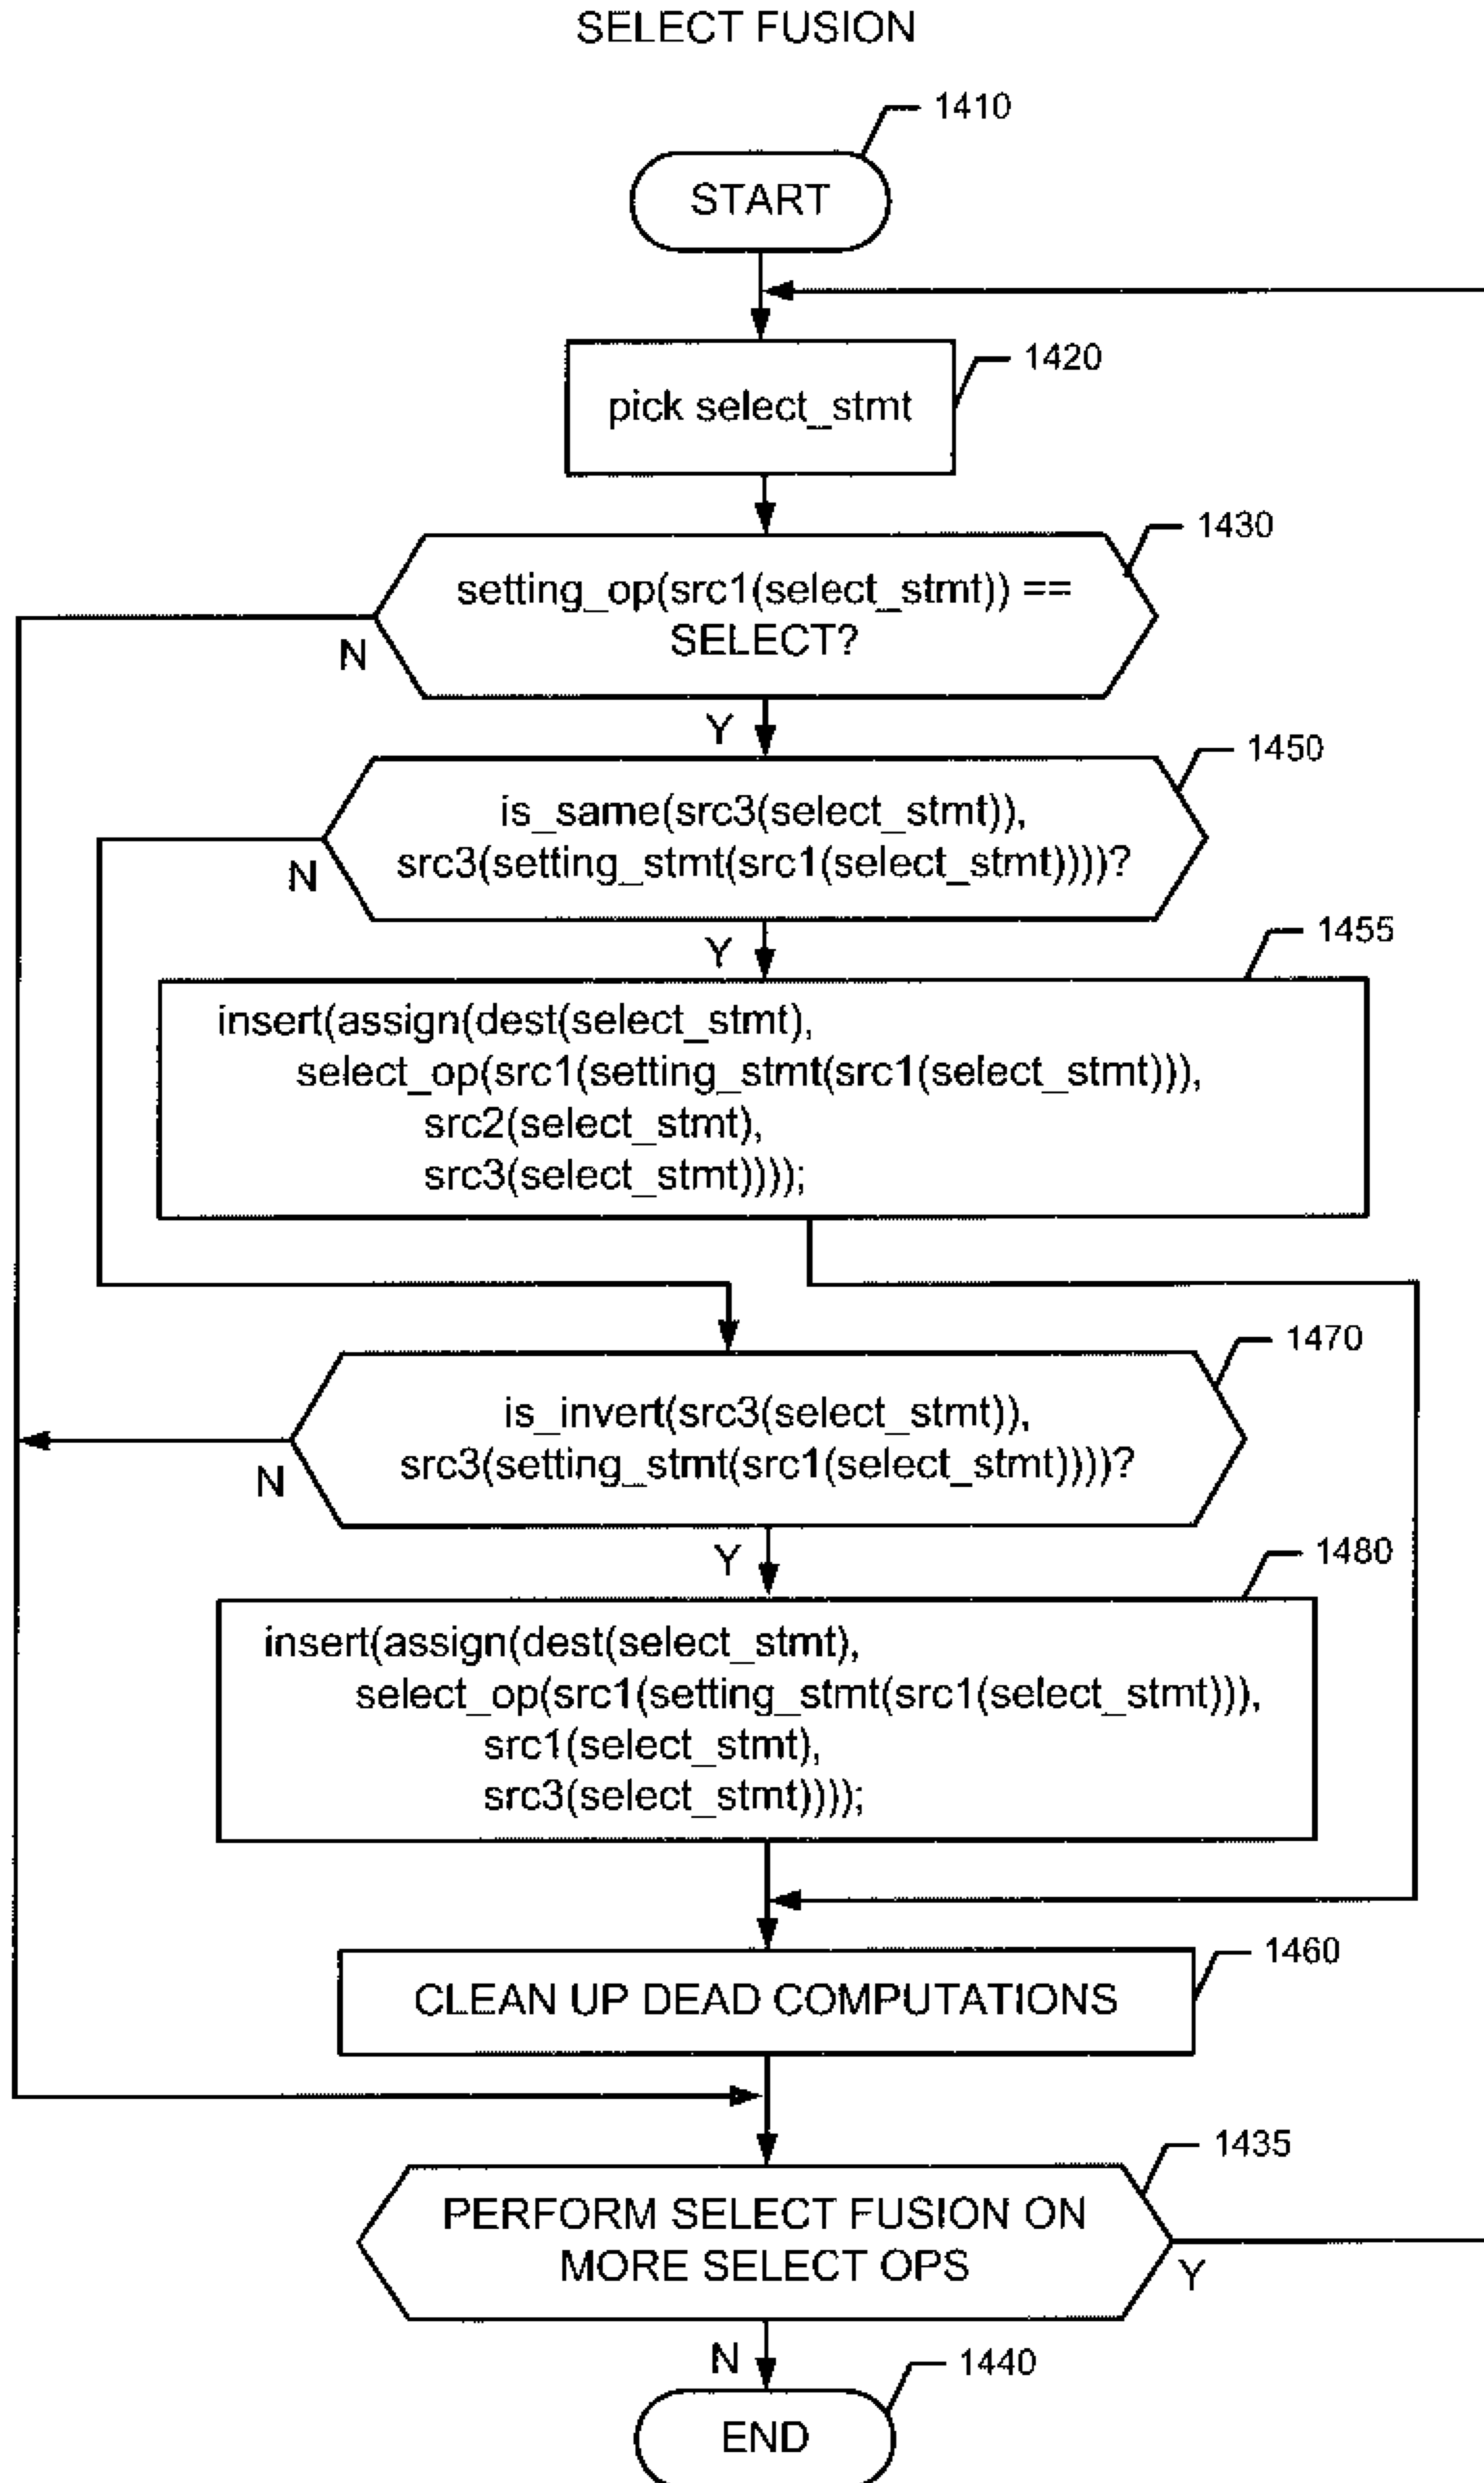 SELECT FUSION
1410
START
1420
pick select_stmt
1430
setting_op(src1(select_stmt)) ==
SELECT?
N
Y
1450
is_same(src3(select_stmt)),
src3(setting_stmt(src1(select_stmt))))?
N
Y
1455
insert(assign(dest(select_stmt),
select_op(src1(setting_stmt(src1(select_stmt))),
src2(select_stmt),
src3(select_stmt))));
1470
is_invert(src3(select_stmt)),
src3(setting_stmt(src1(select_stmt))))?
N
Y
1480
insert(assign(dest(select_stmt),
select_op(src1(setting_stmt(src1(select_stmt))),
src1(select_stmt),
src3(select_stmt))));
1460
CLEAN UP DEAD COMPUTATIONS
1435
PERFORM SELECT FUSION ON
MORE SELECT OPS
Y
N
1440
END